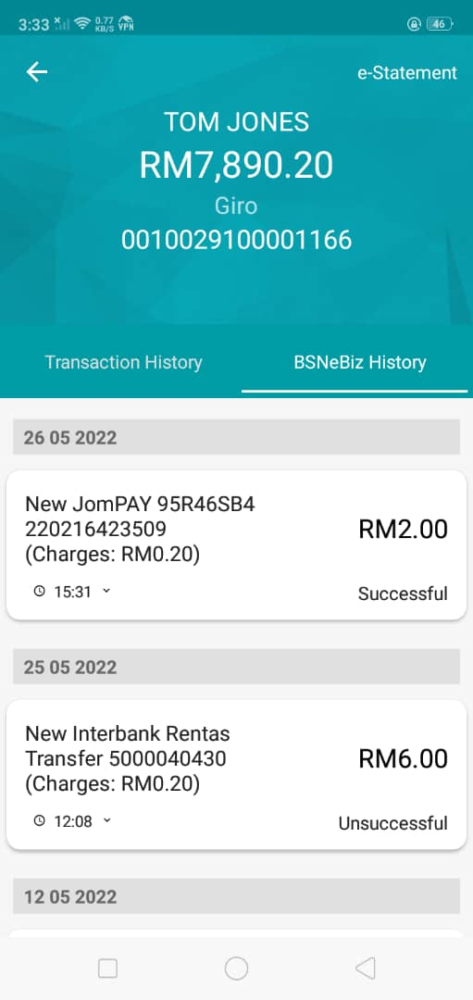 3:33 0.77 KB/S VPN 46
e-Statement
TOM JONES
RM7,890.20
Giro
0010029100001166
Transaction History BSNeBiz History
26 05 2022
New JomPAY 95R46SB4
220216423509
RM2.00
(Charges: RM0.20)
15:31 Successful
25 05 2022
New Interbank Rentas
Transfer 5000040430
RM6.00
(Charges: RM0.20)
12:08 Unsuccessful
12 05 2022